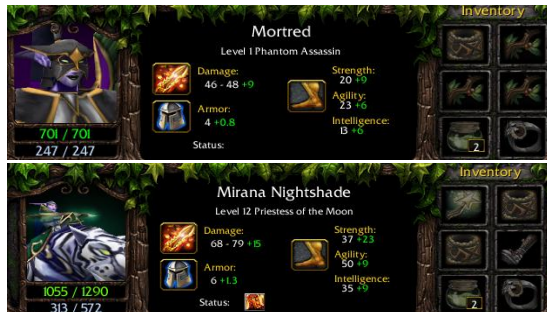 Mortred
Inventory
Level 1 Phantom Assassin
Damage:
46 - 48 +9
Strength:
20 +9
Armor:
4 +0.8
Agility:
23 +6
Intelligence:
13 +6
Status:
701 / 701
247 / 247
2
Mirana Nightshade
Inventory
Level 12 Priestess of the Moon
Damage:
68 - 79 +15
Strength:
37 +23
Armor:
6 +1.3
Agility:
50 +9
Intelligence:
35 +9
Status:
1055 / 1290
313 / 572
2